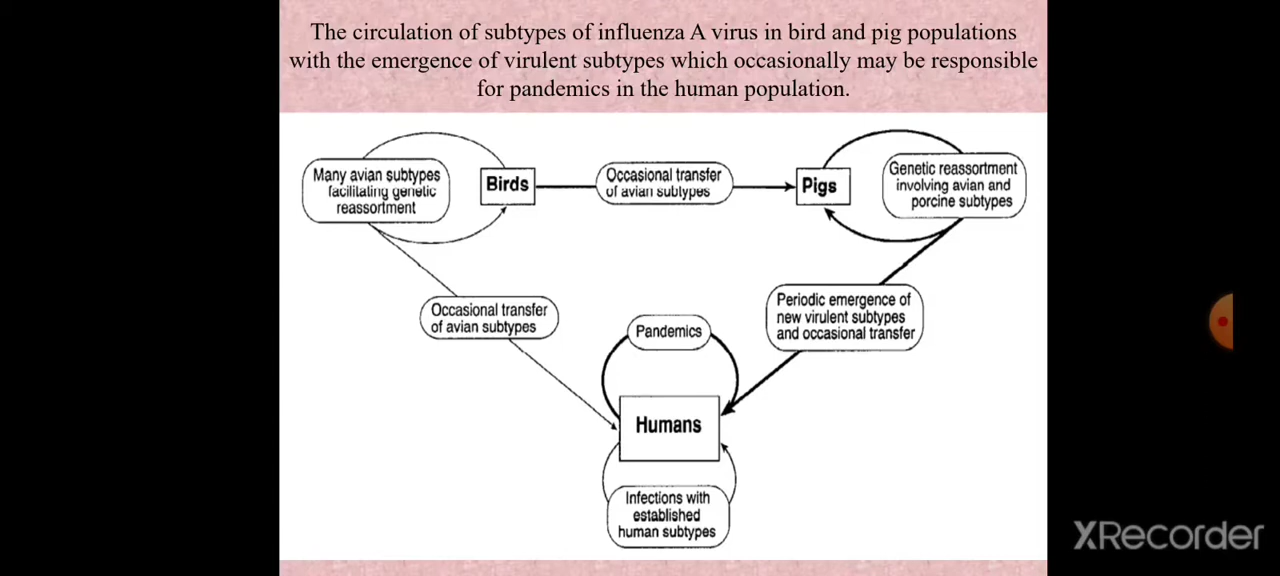 The circulation of subtypes of influenza A virus in bird and pig populations
with the emergence of virulent subtypes which occasionally may be responsible
for pandemics in the human population.
Many avian subtypes
facilitating genetic
reassortment
Birds
Occasional transfer
of avian subtypes
Pigs
Genetic reassortment
involving avian and
porcine subtypes
Occasional transfer
of avian subtypes
Pandemics
Periodic emergence of
new virulent subtypes
and occasional transfer
Humans
Infections with
established
human subtypes
XRecorder